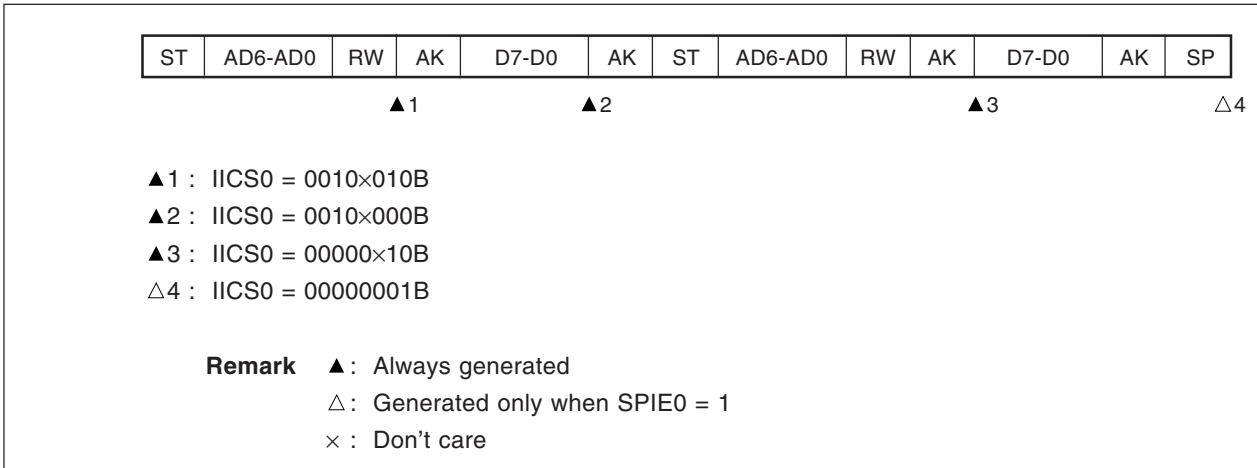 ST AD6-AD0 RW AK D7-D0 AK ST AD6-AD0 RW AK D7-D0 AK SP
▲1 ▲2 ▲3 △4
▲1 : IICS0 = 0010×010B
▲2 : IICS0 = 0010×000B
▲3 : IICS0 = 00000×10B
△4 : IICS0 = 00000001B
Remark ▲: Always generated
△: Generated only when SPIE0 = 1
× : Don't care